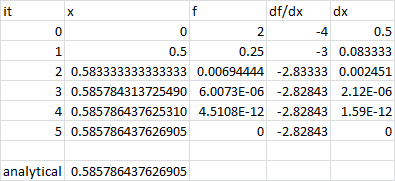 it x f df/dx dx
0 0 2 -4 0.5
1 0.5 0.25 -3 0.083333
2 0.583333333333333 0.00694444 -2.83333 0.002451
3 0.585784313725490 6.0073E-06 -2.82843 2.12E-06
4 0.585786437625310 4.5108E-12 -2.82843 1.59E-12
5 0.585786437626905 0 -2.82843 0
analytical 0.585786437626905